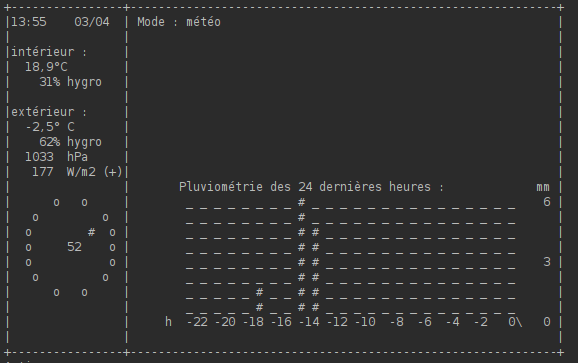 13:55 03/04 Mode : météo
intérieur :
18,9°C
31% hygro
extérieur :
-2,5° C
62% hygro
1033 hPa
177 W/m2 (+)
Pluviométrie des 24 dernières heures : mm
o o # 6
o o #
o # o # #
o 52 o # #
o o # # 3
o o # #
o o # # #
# # #
h -22 -20 -18 -16 -14 -12 -10 -8 -6 -4 -2 0\ 0